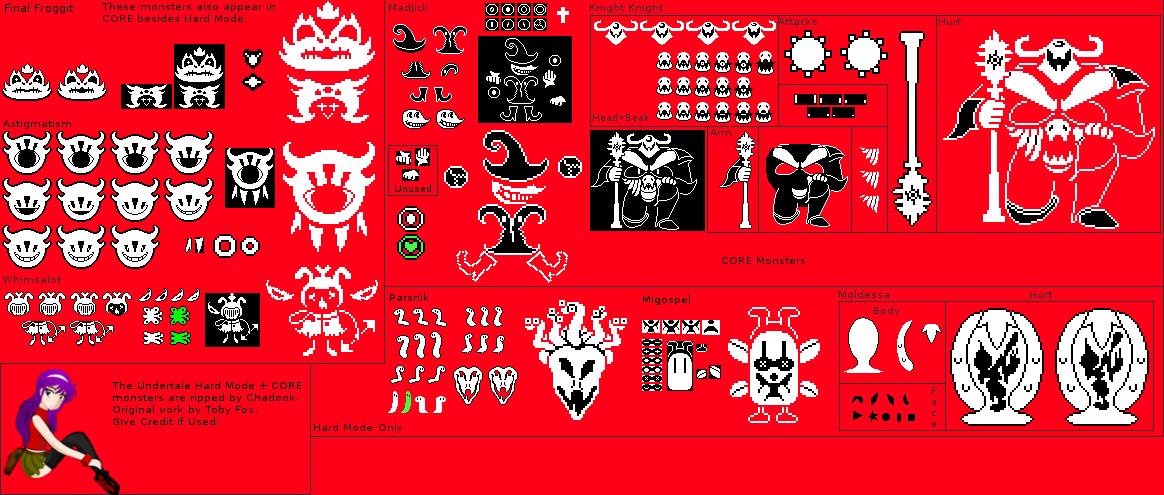 Final Froggit
These monsters also appear in
CORE besides Hard Mode.
Astigmatism
Whimsalot
Madjick
Unused
Knight Knight
Head+Beak
Attacks
Arm
Hurt
CORE Monsters
Parsnik
Migospel
Moldessa
Body
Face
Hurt
Hard Mode-Only
The Undertale Hard Mode + CORE
monsters are ripped by Chadook.
Original work by Toby Fox.
Give Credit if Used.